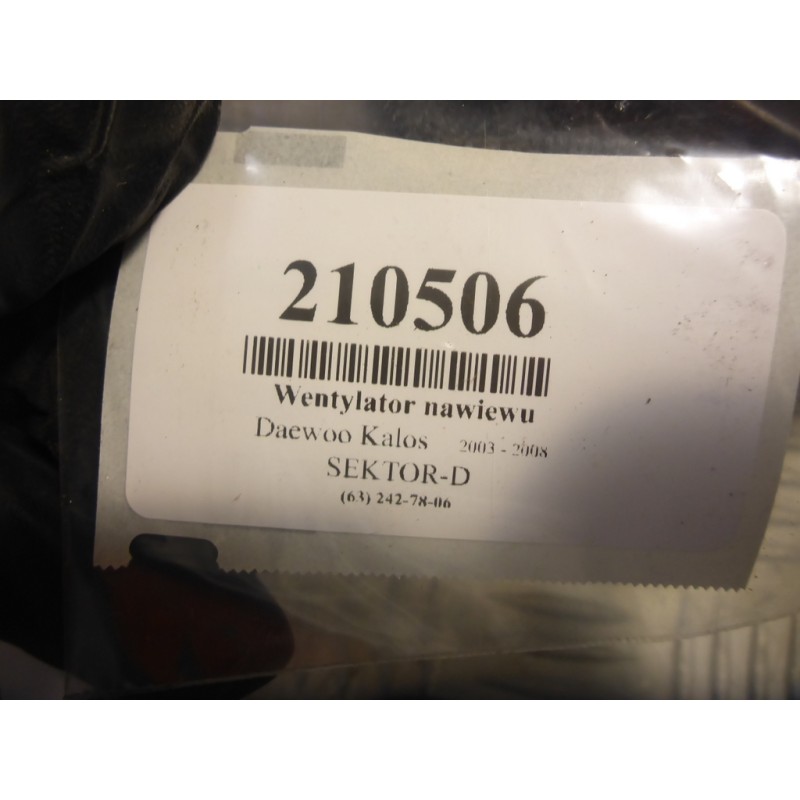 210506
Wentylator nawiewu
Daewoo Kalos 2003 - 2008
SEKTOR-D
(63) 242-78-06